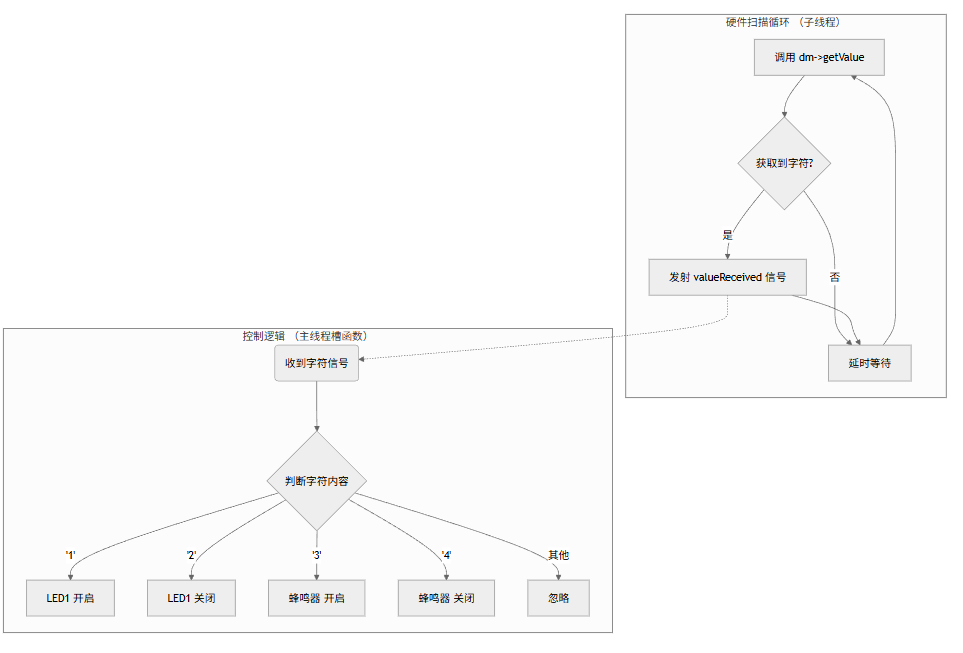 硬件扫描循环 （子线程）
调用 dm->getValue
获取到字符?
是
否
发射 valueReceived 信号
延时等待
控制逻辑 （主线程槽函数）
收到字符信号
判断字符内容
'1'
'2'
'3'
'4'
其他
LED1 开启
LED1 关闭
蜂鸣器 开启
蜂鸣器 关闭
忽略